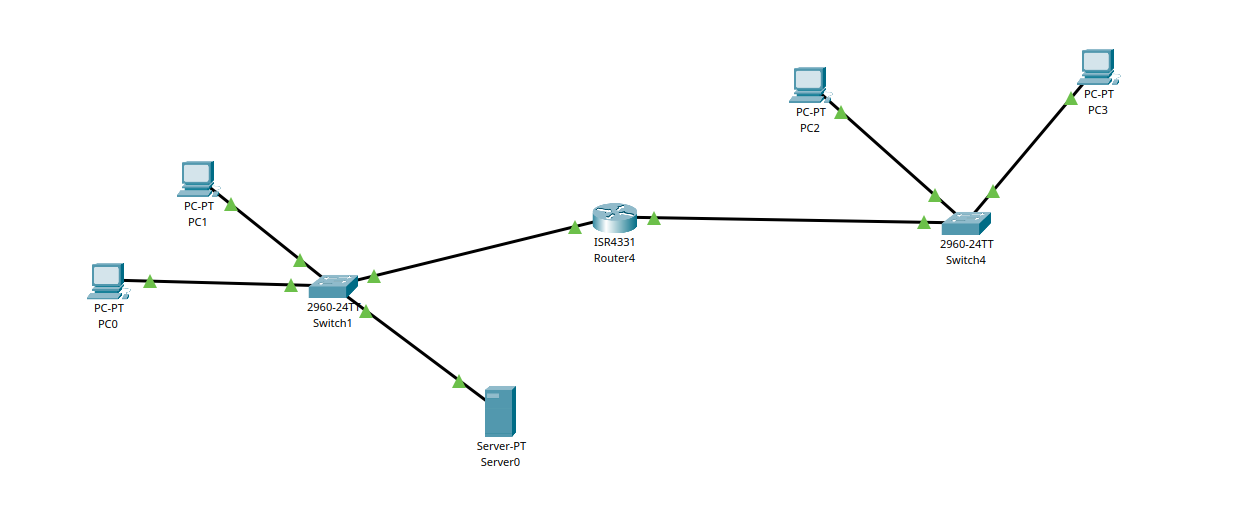 PC-PT
PC3
PC-PT
PC2
PC-PT
PC1
ISR4331
Router4
2960-24TT
Switch4
PC-PT
PC0
2960-24TT
Switch1
Server-PT
Server0